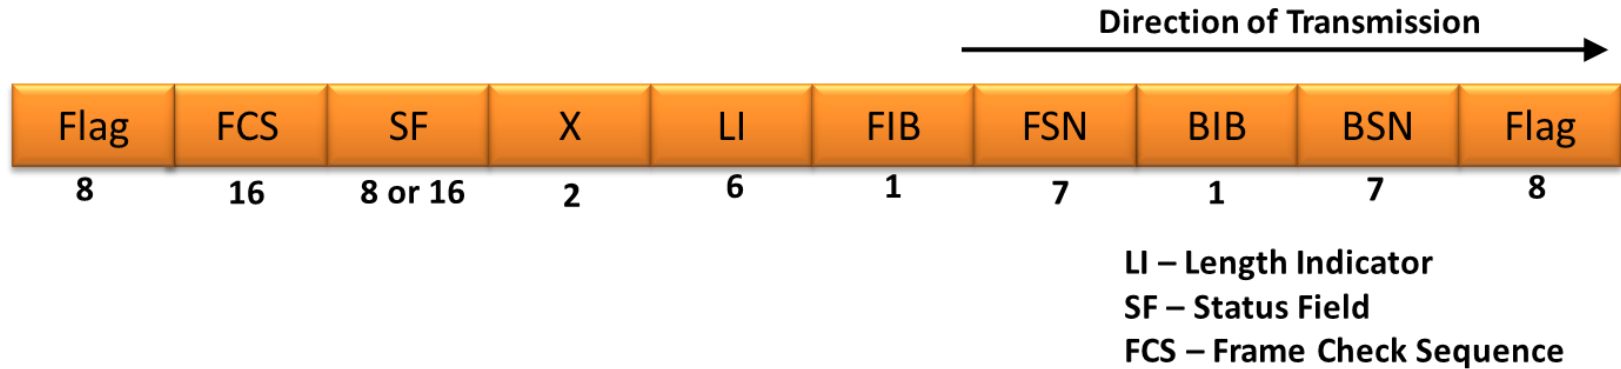 Direction of Transmission
Flag FCS SF X LI FIB FSN BIB BSN Flag
8 16 8 or 16 2 6 1 7 1 7 8
LI – Length Indicator
SF – Status Field
FCS – Frame Check Sequence